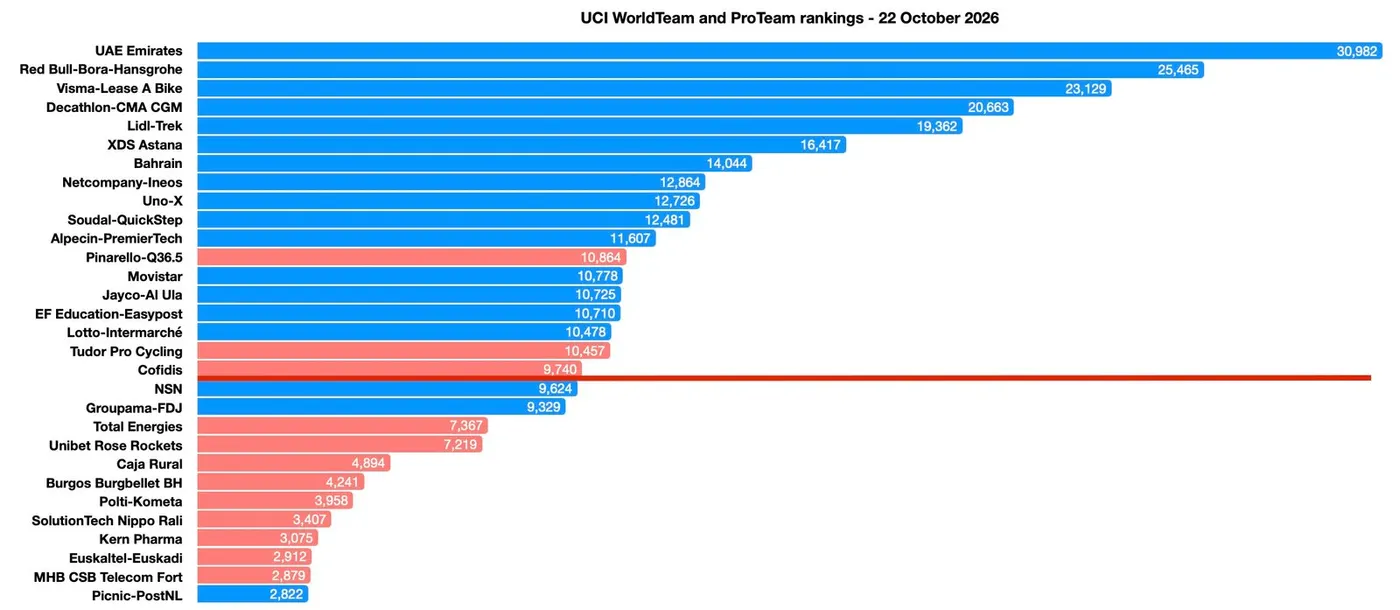 UCI WorldTeam and ProTeam rankings - 22 October 2026
UAE Emirates 30,982
Red Bull-Bora-Hansgrohe 25,465
Visma-Lease A Bike 23,129
Decathlon-CMA CGM 20,663
Lidl-Trek 19,362
XDS Astana 16,417
Bahrain 14,044
Netcompany-Ineos 12,864
Uno-X 12,726
Soudal-QuickStep 12,481
Alpecin-PremierTech 11,607
Pinarello-Q36.5 10,864
Movistar 10,778
Jayco-Al Ula 10,725
EF Education-Easypost 10,710
Lotto-Intermarché 10,478
Tudor Pro Cycling 10,457
Cofidis 9,740
NSN 9,624
Groupama-FDJ 9,329
Total Energies 7,367
Unibet Rose Rockets 7,219
Caja Rural 4,894
Burgos Burgbellet BH 4,241
Polti-Kometa 3,958
SolutionTech Nippo Rali 3,407
Kern Pharma 3,075
Euskaltel-Euskadi 2,912
MHB CSB Telecom Fort 2,879
Picnic-PostNL 2,822